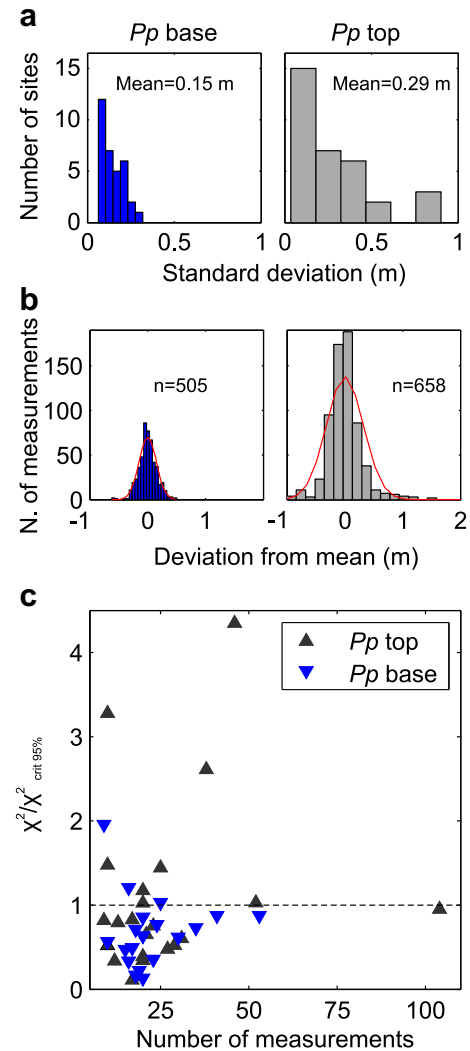 a
Pp base Pp top
Number of sites
15
10
5
0
Mean=0.15 m
Mean=0.29 m
0 0.5 1 0 0.5 1
Standard deviation (m)
b
N. of measurements
150
100
50
0
n=505
n=658
-1 0 1 -1 0 1 2
Deviation from mean (m)
c
χ²/χ² crit 95%
4
3
2
1
0
Pp top
Pp base
25 50 75 100
Number of measurements